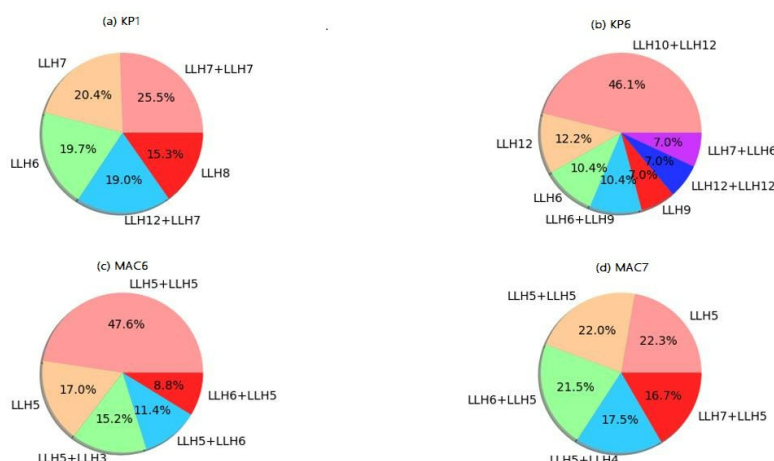 (a) KP1
LLH7+LLH7
25.5%
LLH7
20.4%
LLH6
19.7%
LLH12+LLH7
19.0%
LLH8
15.3%
(b) KP6
LLH10+LLH12
46.1%
LLH12
12.2%
LLH6
10.4%
LLH6+LLH9
10.4%
LLH9
7.0%
LLH12+LLH12
7.0%
LLH7+LLH6
7.0%
(c) MAC6
LLH5+LLH5
47.6%
LLH5
17.0%
LLH5+LLH3
15.2%
LLH5+LLH6
11.4%
LLH6+LLH5
8.8%
(d) MAC7
LLH5
22.3%
LLH5+LLH5
22.0%
LLH6+LLH5
21.5%
LLH5+LLH4
17.5%
LLH7+LLH5
16.7%